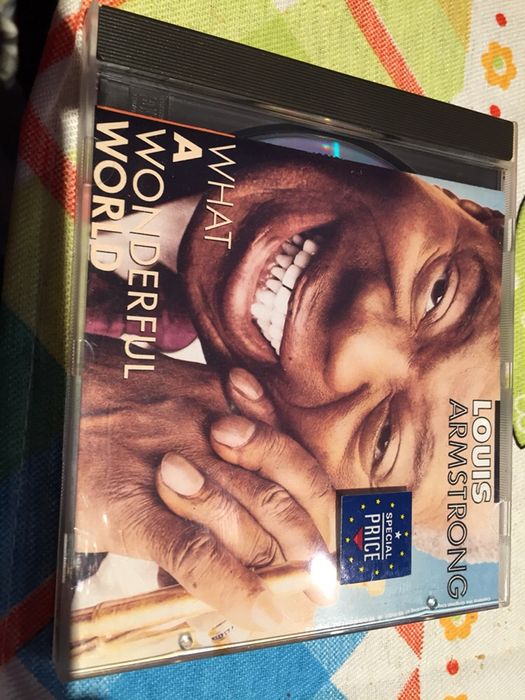 LOUIS
ARMSTRONG
SPECIAL
PRICE
WHAT
A
WONDERFUL
WORLD